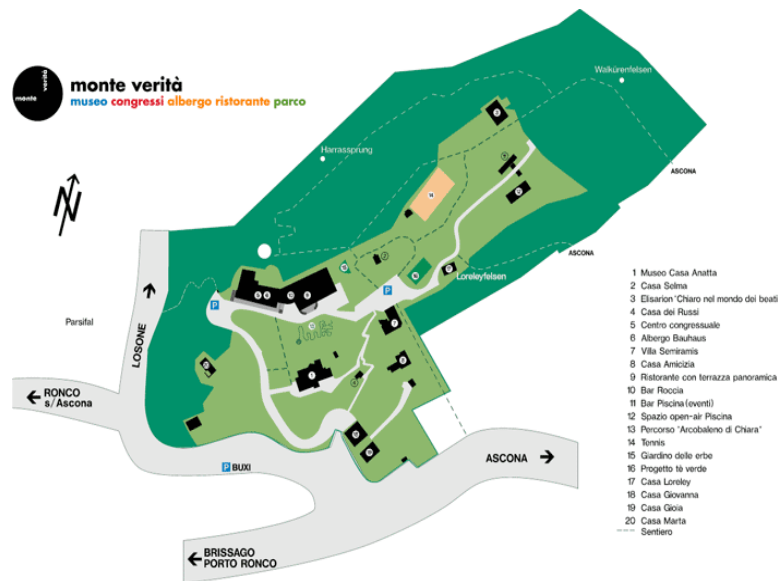 monte verità
monte verità
museo congressi albergo ristorante parco
Walkürenfelsen
Harrassprung
ASCONA
ASCONA
N
Loreleyfelsen
Parsifal
LOSONE
RONCO
s/Ascona
P
P
P BUXI
ASCONA
BRISSAGO
PORTO RONCO
1 Museo Casa Anatta
2 Casa Selma
3 Elisarion "Chiaro nel mondo dei beati
4 Casa dei Russi
5 Centro congressuale
6 Albergo Bauhaus
7 Villa Semiramis
8 Casa Amicizia
9 Ristorante con terrazza panoramica
10 Bar Roccia
11 Bar Piscina (eventi)
12 Spazio open-air Piscina
13 Percorso "Arcobaleno di Chiara"
14 Tennis
15 Giardino delle erbe
16 Progetto tè verde
17 Casa Loreley
18 Casa Giovanna
19 Casa Gioia
20 Casa Marta
Sentiero